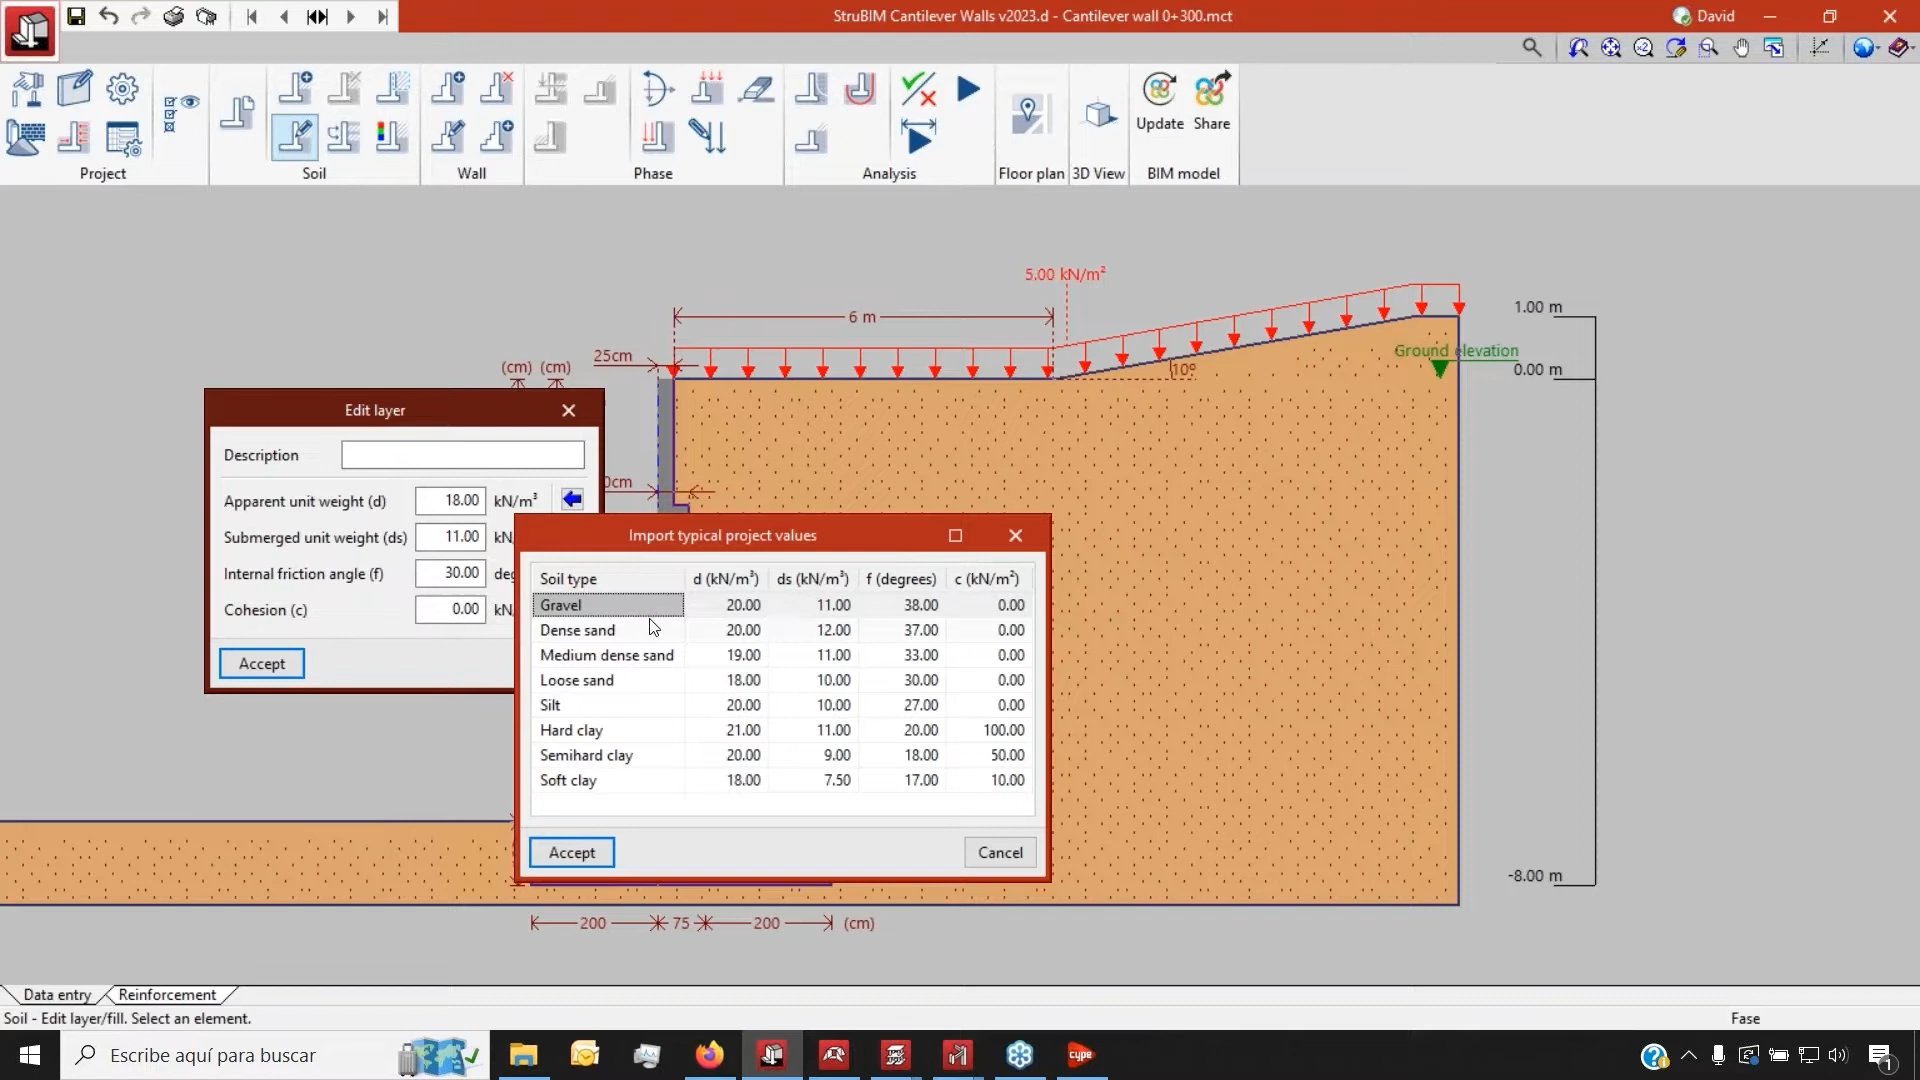 StruBIM Cantilever Walls v2023.d - Cantilever wall 0+300.mct
David
Update
Share
Project
Soil
Wall
Phase
Analysis
Floor plan
3D View
BIM model
5.00 kN/m²
6 m
25cm
(cm) (cm)
10º
1.00 m
Ground elevation
0.00 m
Edit layer
Description
Apparent unit weight (d) 18.00 kN/m³
Submerged unit weight (ds) 11.00 kN
Internal friction angle (f) 30.00 deg
Cohesion (c) 0.00 kN
Accept
0cm
Import typical project values
Soil type d (kN/m³) ds (kN/m³) f (degrees) c (kN/m²)
Gravel 20.00 11.00 38.00 0.00
Dense sand 20.00 12.00 37.00 0.00
Medium dense sand 19.00 11.00 33.00 0.00
Loose sand 18.00 10.00 30.00 0.00
Silt 20.00 10.00 27.00 0.00
Hard clay 21.00 11.00 20.00 100.00
Semihard clay 20.00 9.00 18.00 50.00
Soft clay 18.00 7.50 17.00 10.00
Accept
Cancel
-8.00 m
200 75 200 (cm)
Data entry
Reinforcement
Soil - Edit layer/fill. Select an element.
Fase
Escribe aquí para buscar
cype
1